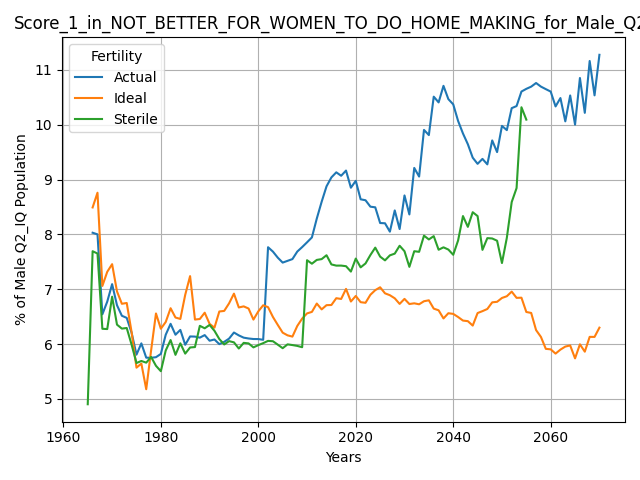 Score_1_in_NOT_BETTER_FOR_WOMEN_TO_DO_HOME_MAKING_for_Male_Q2
Fertility
Actual
Ideal
Sterile
% of Male Q2_IQ Population
11
10
9
8
7
6
5
1960
1980
2000
2020
2040
2060
Years